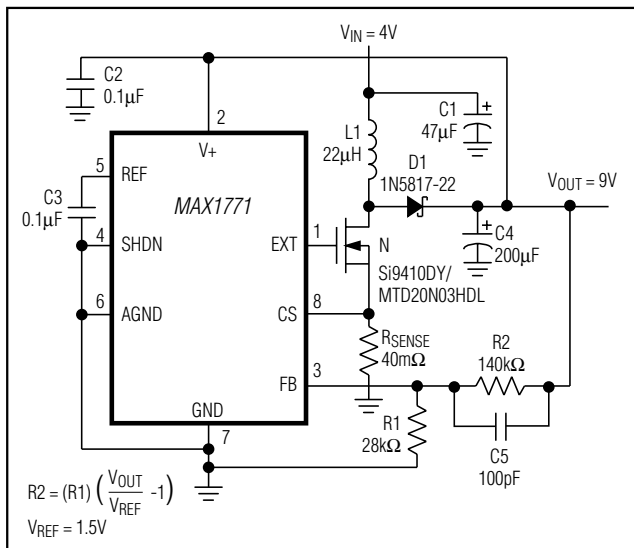 V_IN = 4V
C2
0.1µF
2
V+
L1
22µH
C1
47µF
+
5
REF
MAX1771
D1
1N5817-22
V_OUT = 9V
C3
0.1µF
4
SHDN
EXT
1
N
+
C4
200µF
Si9410DY/
MTD20N03HDL
6
AGND
CS
8
R_SENSE
40mΩ
R2
140kΩ
FB
3
GND
7
R1
28kΩ
C5
100pF
R2 = (R1) (V_OUT/V_REF -1)
V_REF = 1.5V